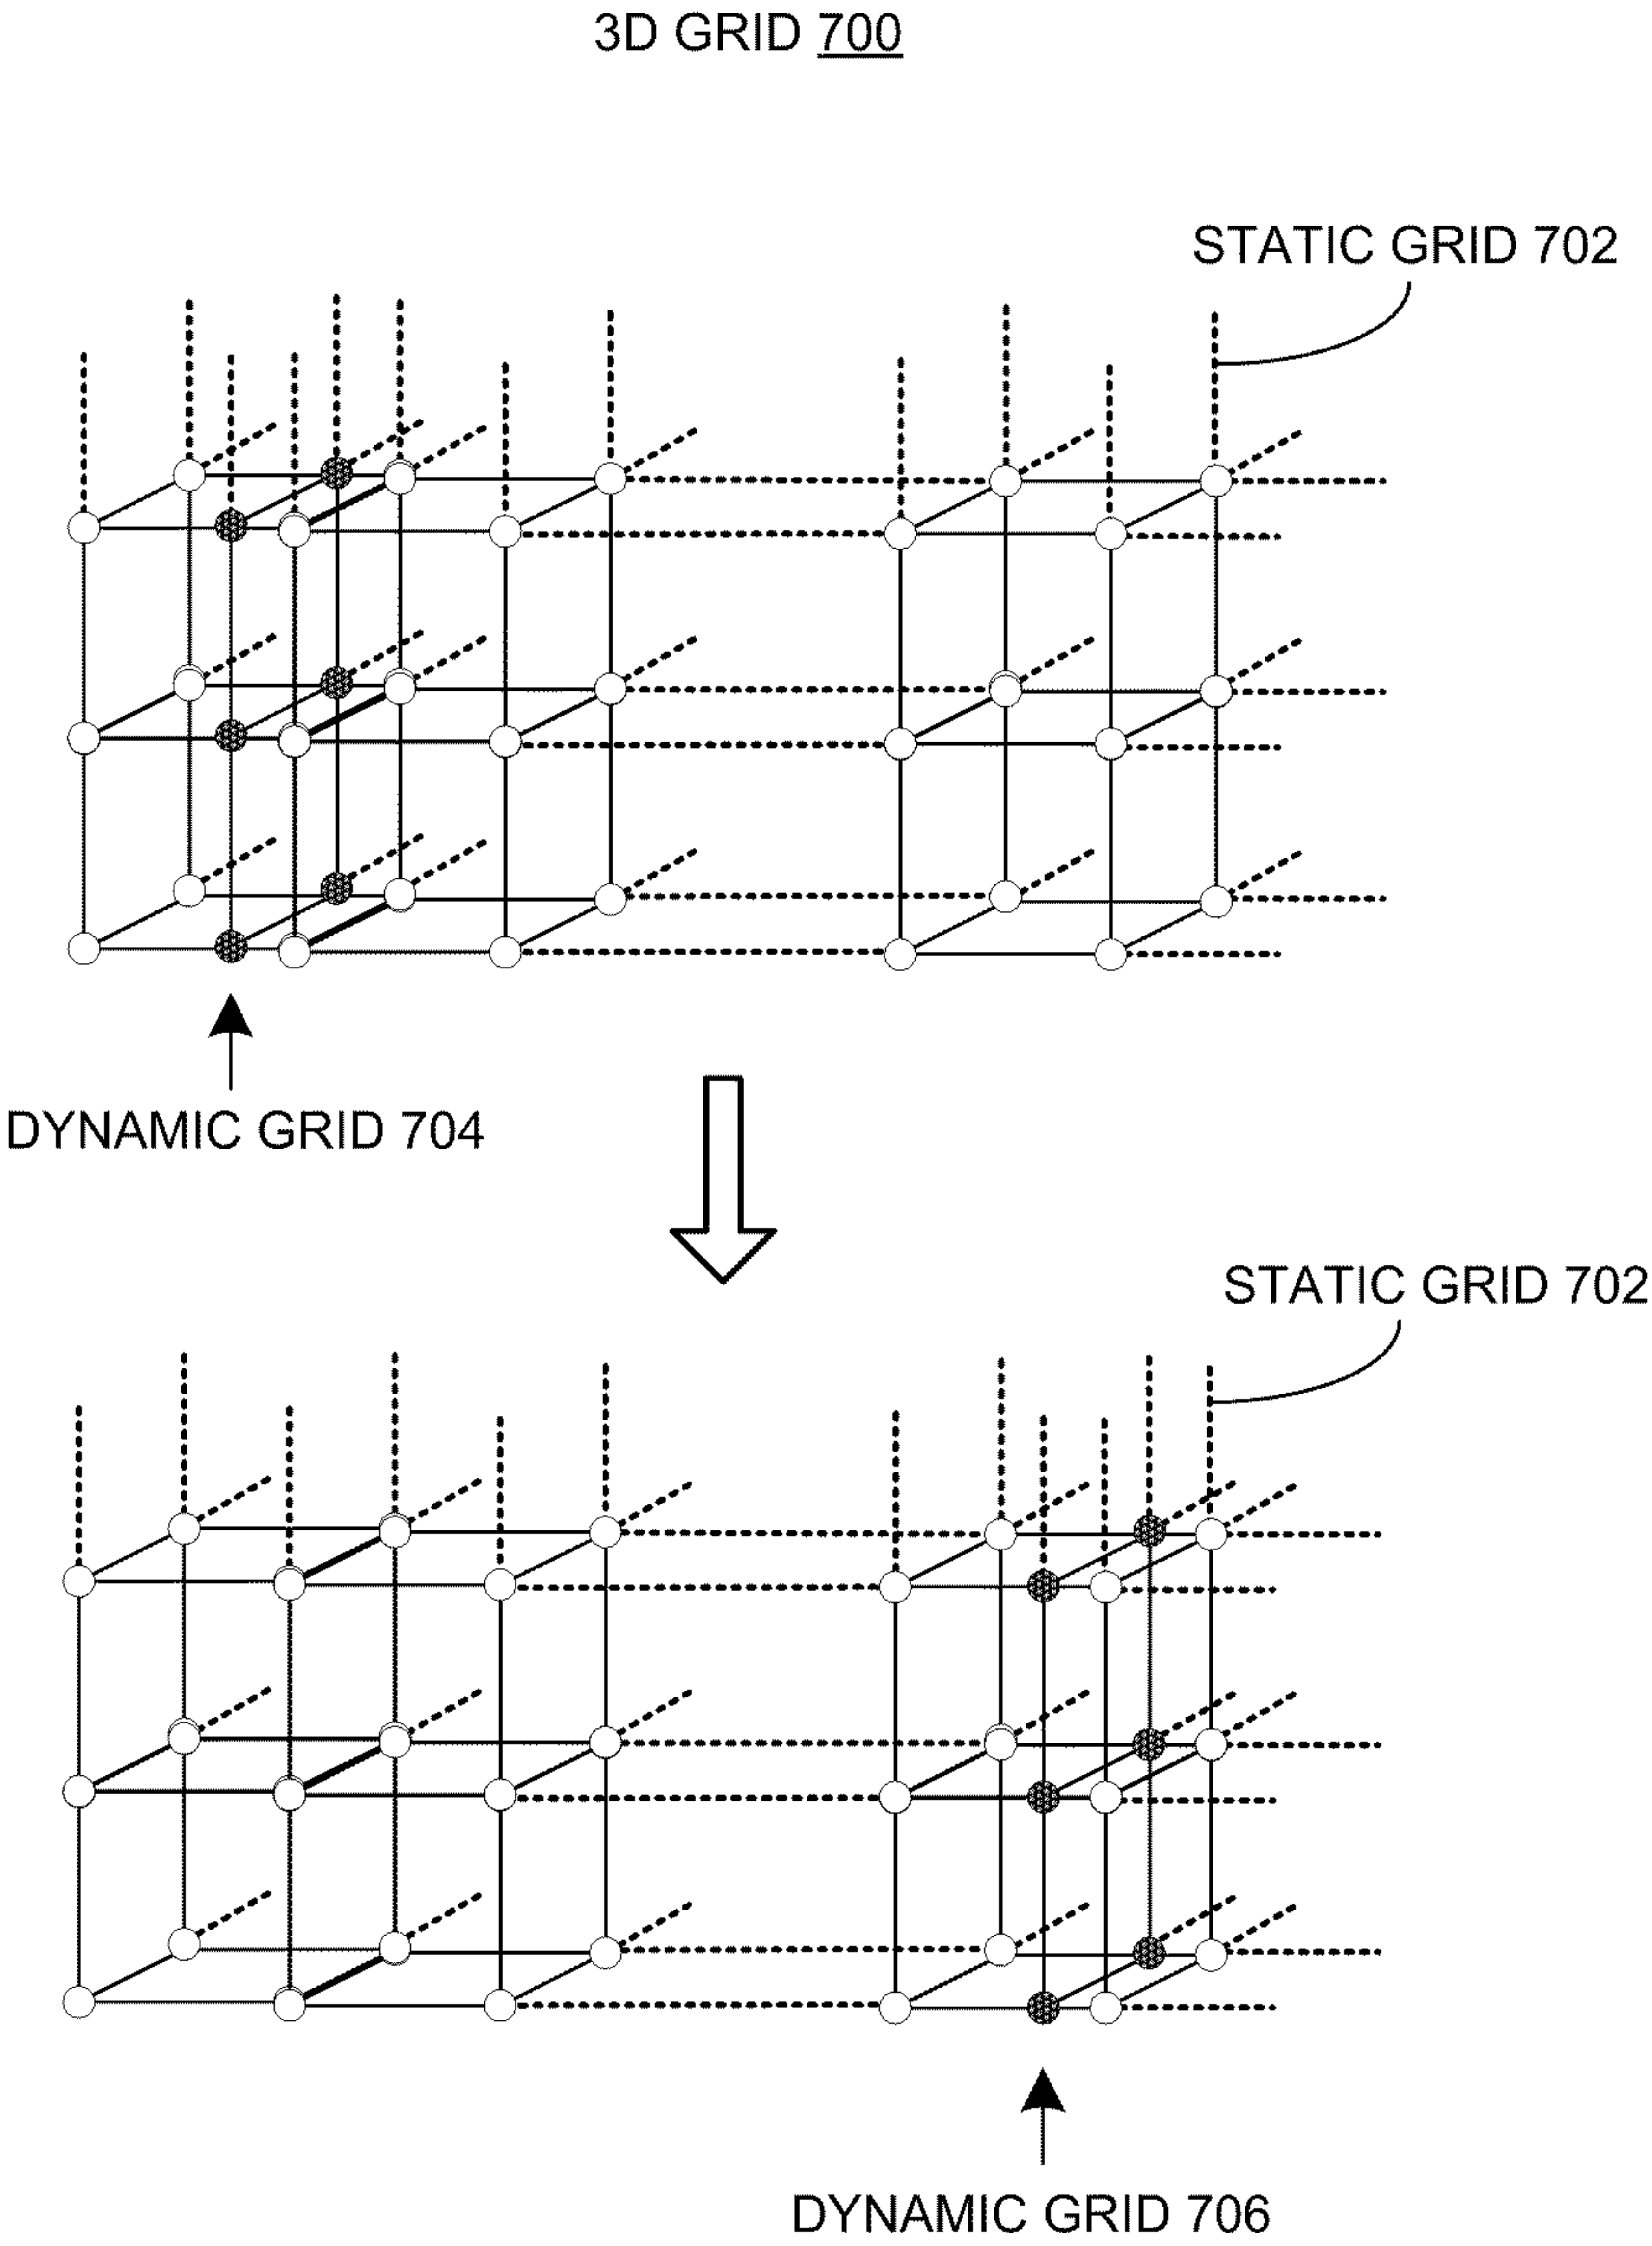 3D GRID 700
STATIC GRID 702
DYNAMIC GRID 704
STATIC GRID 702
DYNAMIC GRID 706